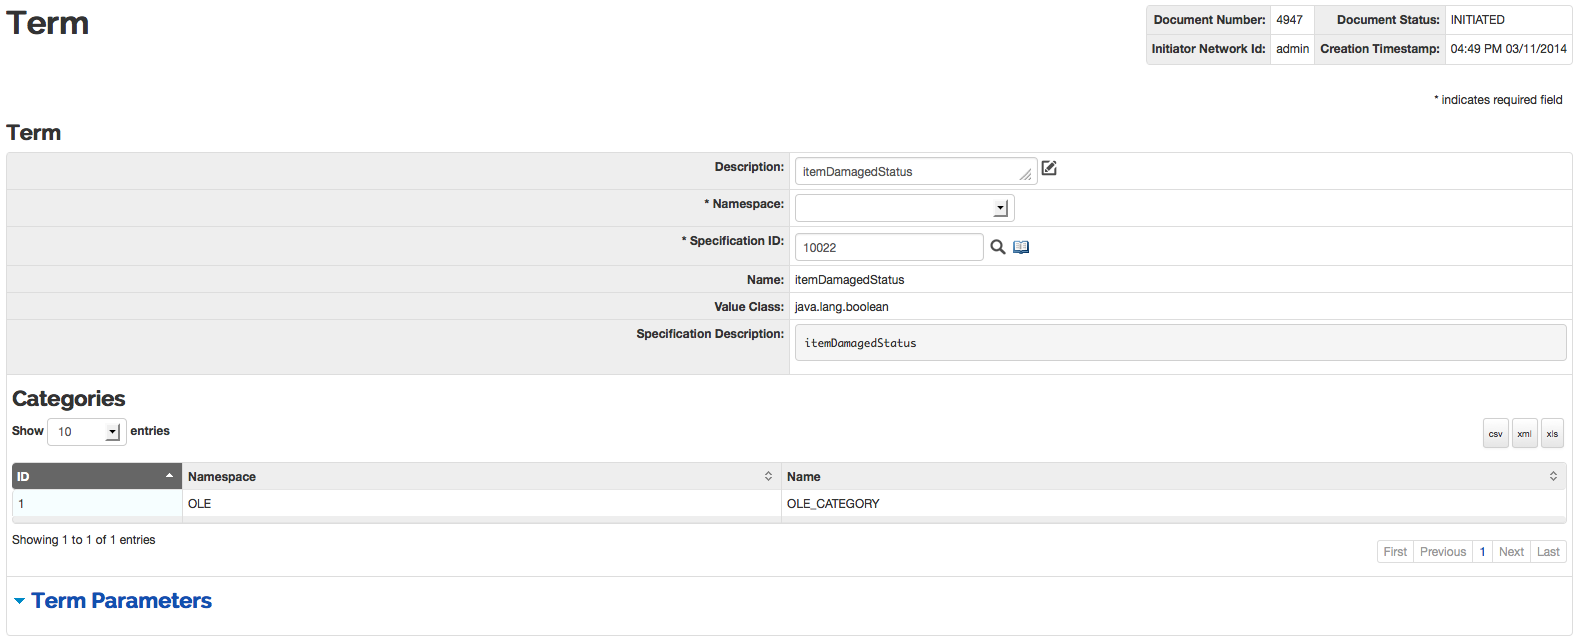 Term
Document Number: 4947 Document Status: INITIATED
Initiator Network Id: admin Creation Timestamp: 04:49 PM 03/11/2014
* indicates required field
Term
Description: itemDamagedStatus
* Namespace:
* Specification ID: 10022
Name: itemDamagedStatus
Value Class: java.lang.boolean
Specification Description: itemDamagedStatus
Categories
Show 10 entries csv xml xls
ID Namespace Name
1 OLE OLE_CATEGORY
Showing 1 to 1 of 1 entries
First Previous 1 Next Last
Term Parameters